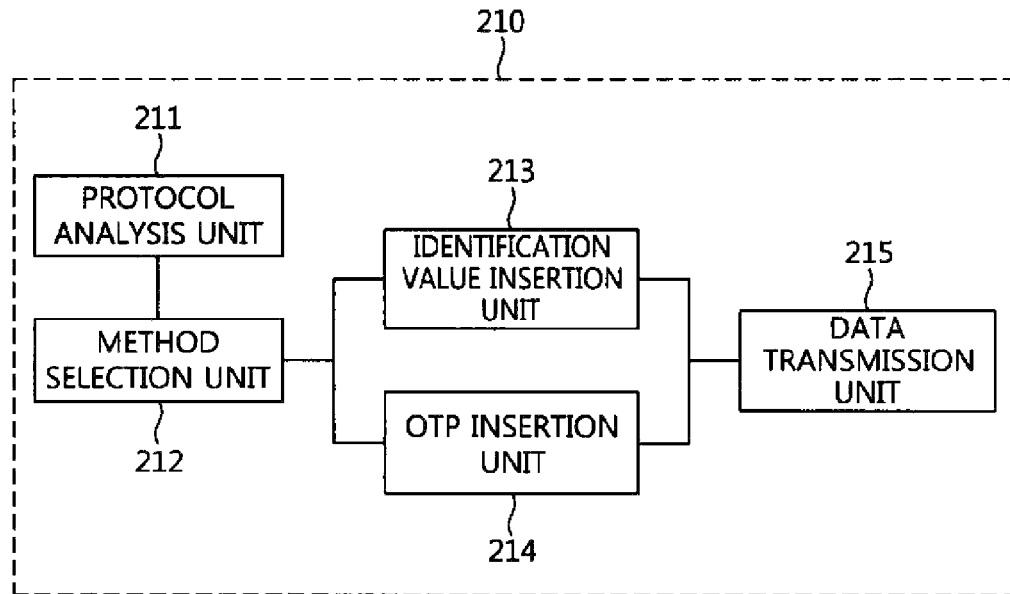 210
211
PROTOCOL
ANALYSIS UNIT
METHOD
SELECTION UNIT
212
213
IDENTIFICATION
VALUE INSERTION
UNIT
OTP INSERTION
UNIT
214
215
DATA
TRANSMISSION
UNIT